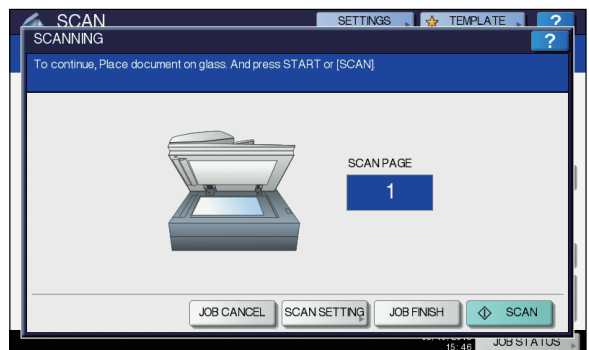 SCAN
SETTINGS
TEMPLATE
?
SCANNING
?
To continue, Place document on glass. And press START or [SCAN].
SCAN PAGE
1
JOB CANCEL
SCAN SETTING
JOB FINISH
SCAN
15:46
JOB STATUS